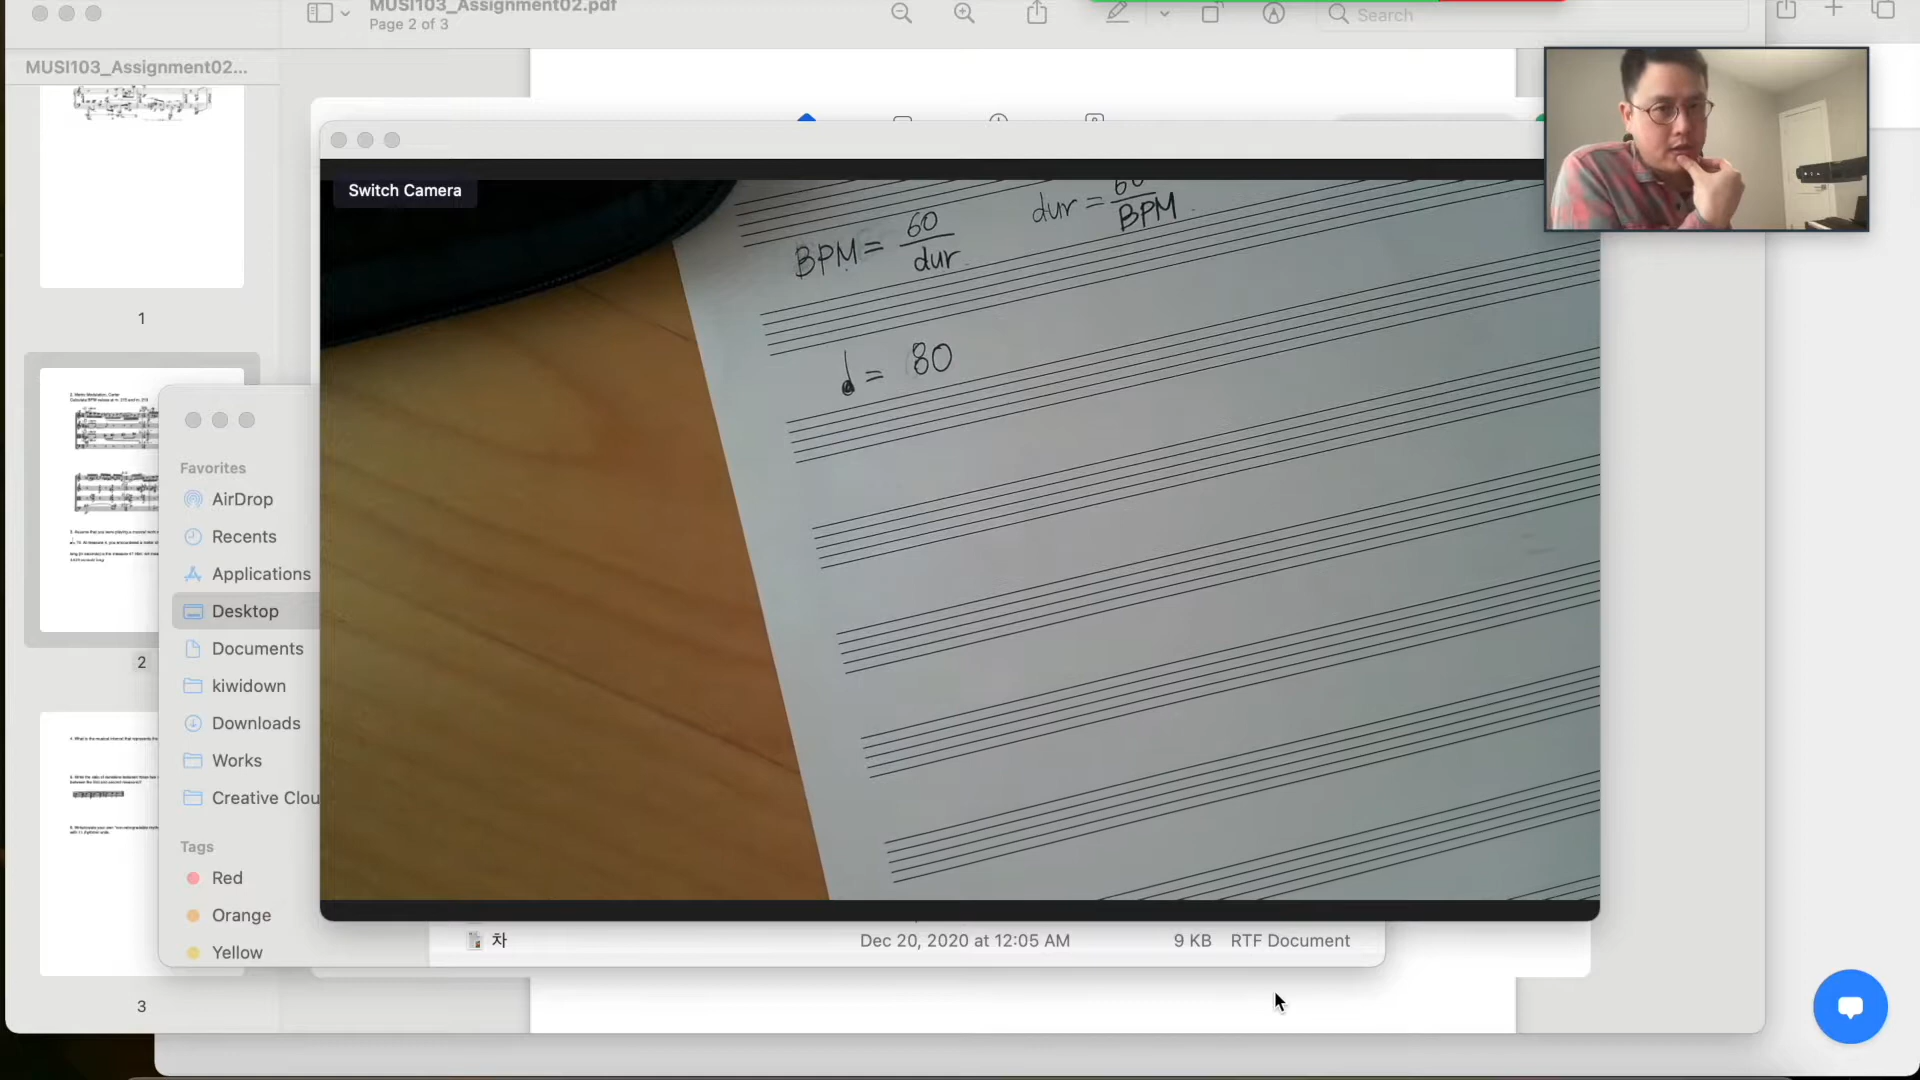 MUSI103_Assignment02.pdf
Page 2 of 3
Search
MUSI103_Assignment02...
1
2
3
Switch Camera
BPM = 60/dur
dur = 60/BPM
♩ = 80
Favorites
AirDrop
Recents
Applications
Desktop
Documents
kiwidown
Downloads
Works
Creative Clou
Tags
Red
Orange
Yellow
차 Dec 20, 2020 at 12:05 AM 9 KB RTF Document